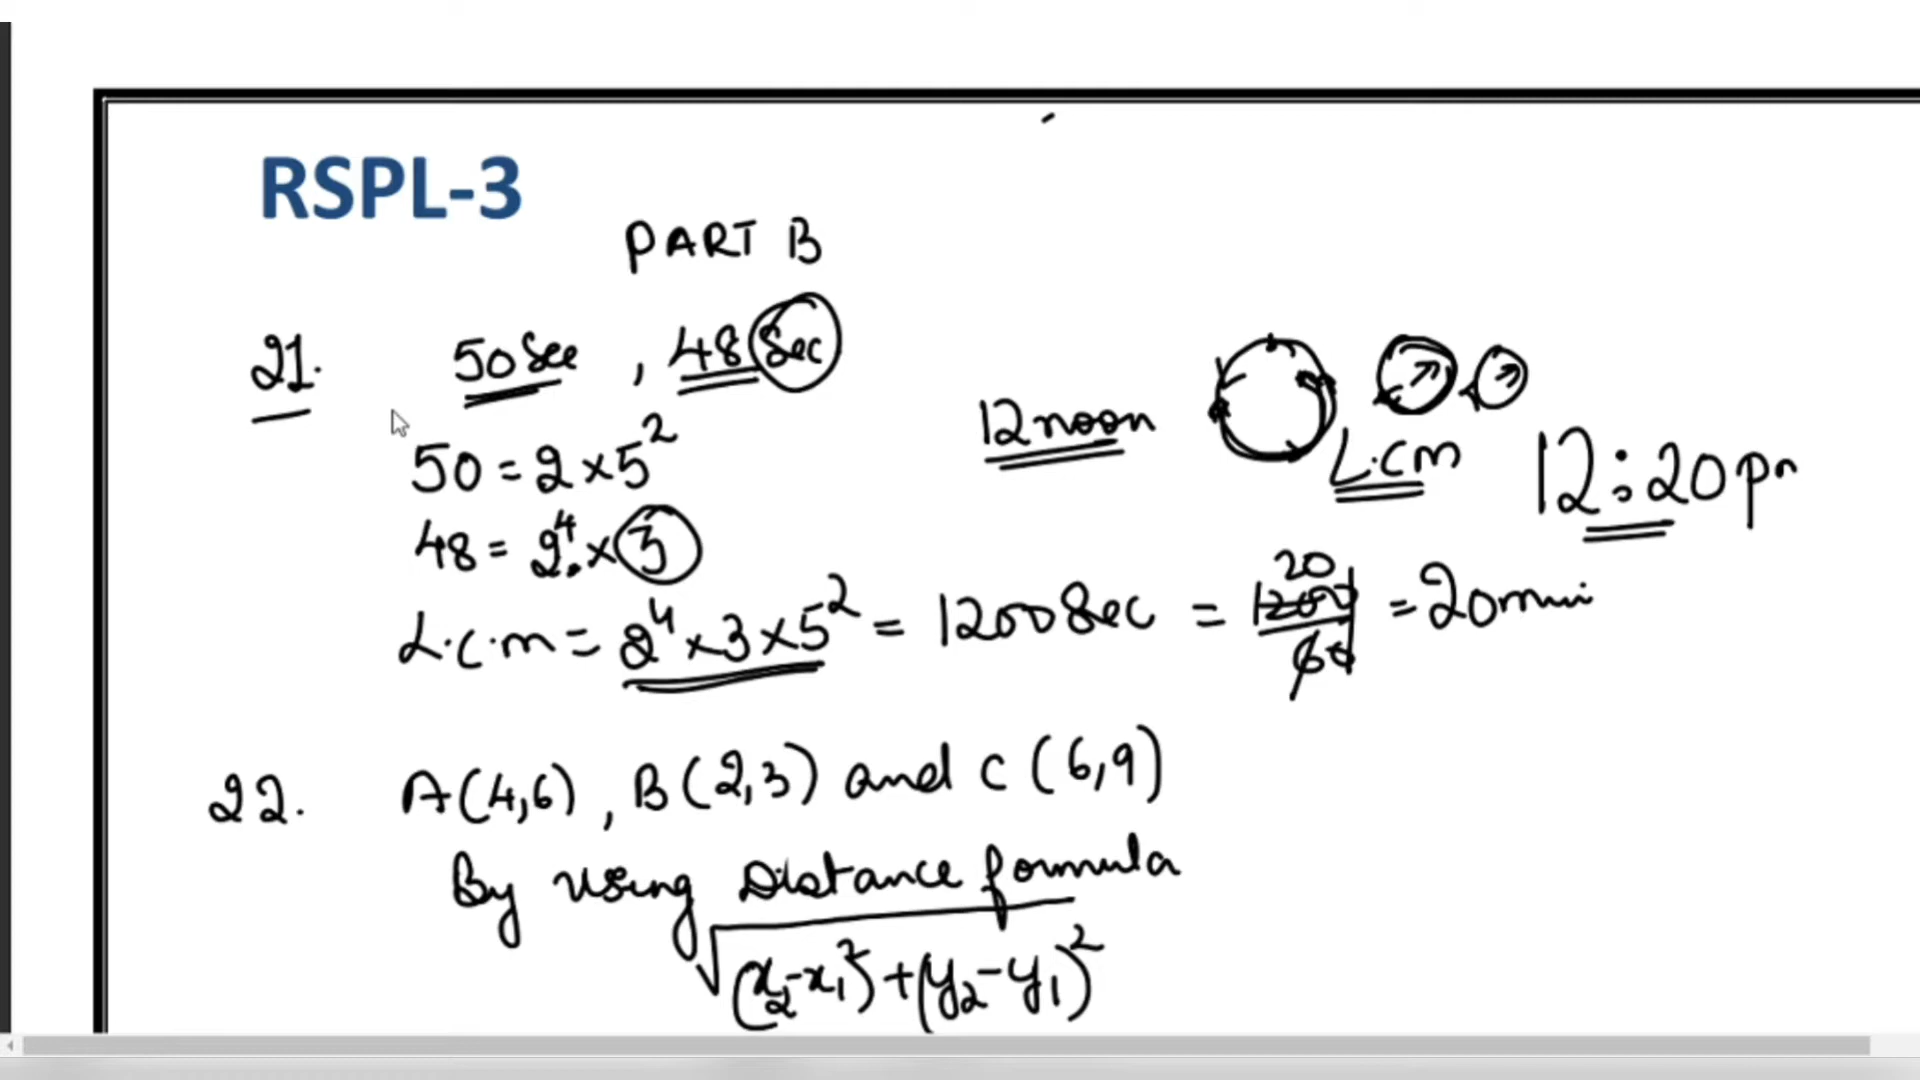 RSPL-3
PART B
21. 50 Sec , 48 Sec
12 noon
L.cm
12:20 pm
50 = 2 × 5²
48 = 2⁴ × 3
L.c.m = 2⁴ × 3 × 5² = 1200 Sec = 1200/60 20 = 20 min
22. A(4,6), B(2,3) and C(6,9)
By using Distance formula
√(x₂-x₁)²+(y₂-y₁)²